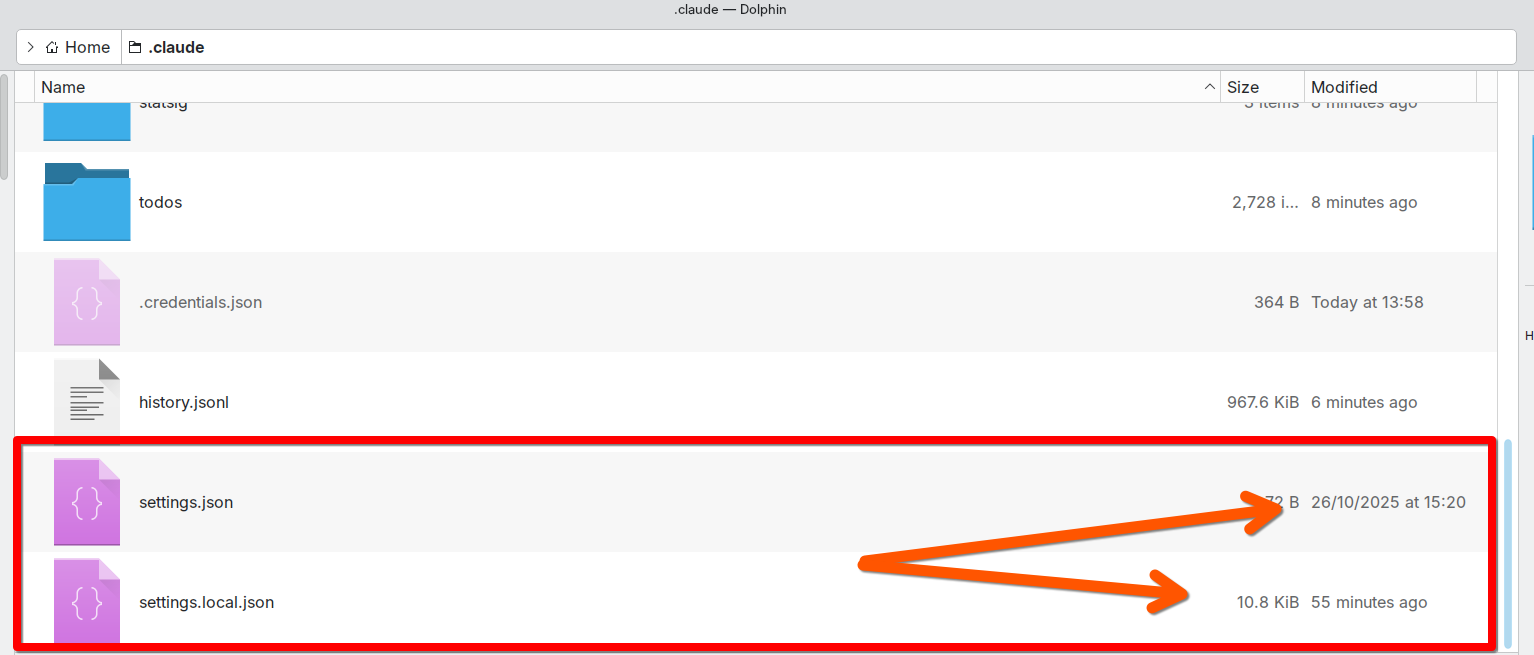 .claude — Dolphin
Home .claude
Name Size Modified
statsig 3 items 8 minutes ago
todos 2,728 i... 8 minutes ago
{} .credentials.json 364 B Today at 13:58
history.jsonl 967.6 KiB 6 minutes ago
{} settings.json 72 B 26/10/2025 at 15:20
{} settings.local.json 10.8 KiB 55 minutes ago
H